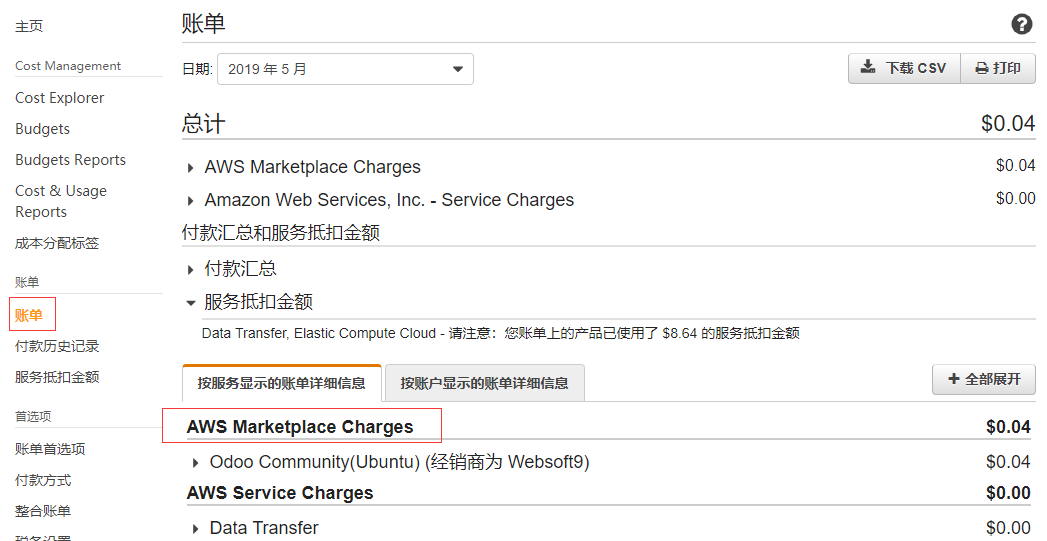 主页
Cost Management
Cost Explorer
Budgets
Budgets Reports
Cost & Usage
Reports
成本分配标签
账单
账单
付款历史记录
服务抵扣金额
首选项
账单首选项
付款方式
整合账单
税务设置
账单
?
日期: 2019 年 5 月
下载 CSV 打印
总计 $0.04
AWS Marketplace Charges $0.04
Amazon Web Services, Inc. - Service Charges $0.00
付款汇总和服务抵扣金额
付款汇总
服务抵扣金额
Data Transfer, Elastic Compute Cloud - 请注意：您账单上的产品已使用了 $8.64 的服务抵扣金额
按服务显示的账单详细信息 按账户显示的账单详细信息 全部展开
AWS Marketplace Charges $0.04
Odoo Community(Ubuntu) (经销商为 Websoft9) $0.04
AWS Service Charges $0.00
Data Transfer $0.00